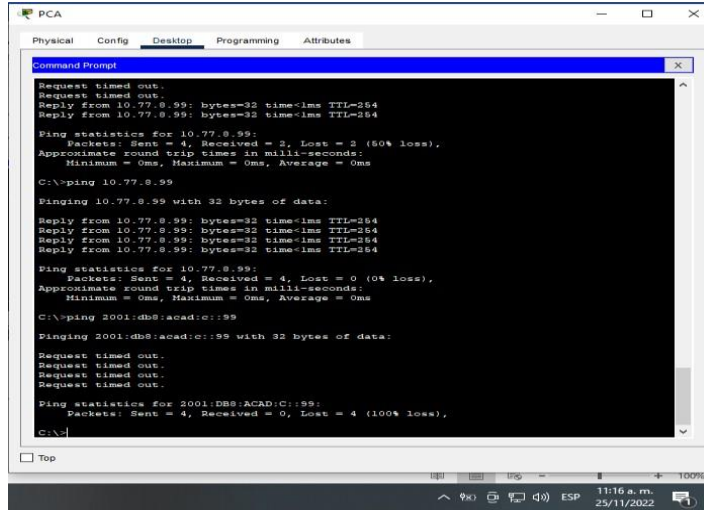 PCA
Physical Config Desktop Programming Attributes
Command Prompt
Request timed out.
Request timed out.
Reply from 10.77.8.99: bytes=32 time<1ms TTL=254
Reply from 10.77.8.99: bytes=32 time<1ms TTL=254
Ping statistics for 10.77.8.99:
Packets: Sent = 4, Received = 2, Lost = 2 (50% loss),
Approximate round trip times in milli-seconds:
Minimum = 0ms, Maximum = 0ms, Average = 0ms
C:\>ping 10.77.8.99
Pinging 10.77.8.99 with 32 bytes of data:
Reply from 10.77.8.99: bytes=32 time<1ms TTL=254
Reply from 10.77.8.99: bytes=32 time<1ms TTL=254
Reply from 10.77.8.99: bytes=32 time<1ms TTL=254
Reply from 10.77.8.99: bytes=32 time<1ms TTL=254
Ping statistics for 10.77.8.99:
Packets: Sent = 4, Received = 4, Lost = 0 (0% loss),
Approximate round trip times in milli-seconds:
Minimum = 0ms, Maximum = 0ms, Average = 0ms
C:\>ping 2001:db8:acad:c::99
Pinging 2001:db8:acad:c::99 with 32 bytes of data:
Request timed out.
Request timed out.
Request timed out.
Request timed out.
Ping statistics for 2001:DB8:ACAD:C::99:
Packets: Sent = 4, Received = 0, Lost = 4 (100% loss),
C:\>
Top
100%
ESP
11:16 a. m.
25/11/2022
1